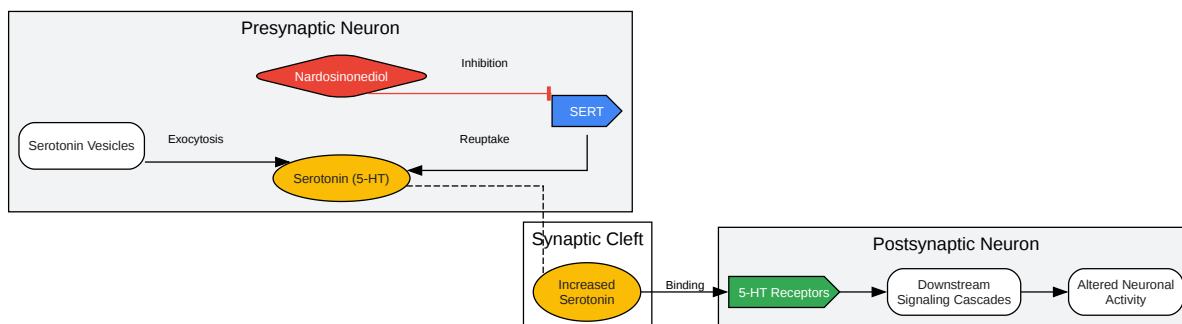 Presynaptic Neuron
Nardosinonediol
Inhibition
SERT
Serotonin Vesicles
Exocytosis
Reuptake
Serotonin (5-HT)
Synaptic Cleft
Increased
Serotonin
Binding
Postsynaptic Neuron
5-HT Receptors
Downstream
Signaling Cascades
Altered Neuronal
Activity